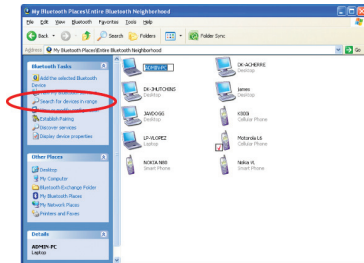 My Bluetooth Places\Entire Bluetooth Neighborhood
File Edit View Bluetooth Favorites Tools Help
Back Search Folders Folder Sync
Address My Bluetooth Places\Entire Bluetooth Neighborhood Go
Bluetooth Tasks
Add the selected Bluetooth
Device
Search for devices in range
Establish Pairing
Discover services
Display device properties
Other Places
Desktop
My Computer
Bluetooth Exchange Folder
My Bluetooth Places
My Network Places
Printers and Faxes
Details
ADMIN-PC
Laptop
ADMIN-PC
DK-ACHERRE
Desktop
DK-JHUTCHINS
Desktop
James
Desktop
JAWDOGG
Desktop
Cellular Phone
LP-VLOPEZ
Laptop
Motorola L6
Cellular Phone
NOKIA N80
Smart Phone
Nokia VL
Smart Phone